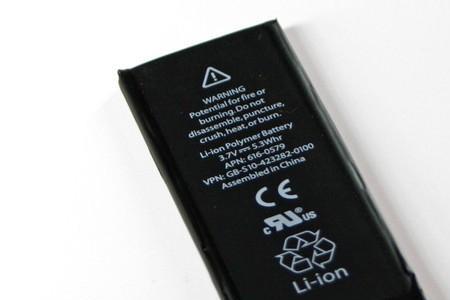 WARNING
Potential for fire or
burning. Do not
disassemble, puncture,
crush, heat, or burn.
Li-ion Polymer Battery
3.7V ⎓ 5.3Whr
APN: 616-0579
VPN: GB-S10-423282-0100
Assembled in China
CE
c RU US
Li-ion